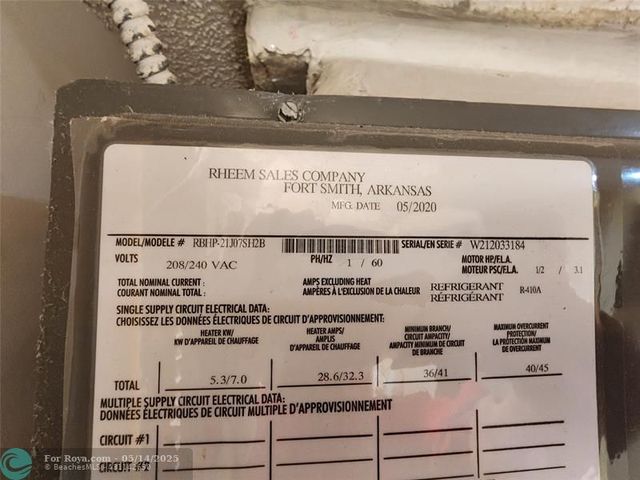 RHEEM SALES COMPANY
FORT SMITH, ARKANSAS
MFG. DATE 05/2020
MODEL/MODELE # RBHP-21J07SH2B SERIAL/EN SERIE # W212033184
VOLTS 208/240 VAC PH/HZ 1 / 60 MOTOR HP/F.L.A. MOTEUR PSC/F.L.A. 1/2 / 3.1
TOTAL NOMINAL CURRENT : AMPS EXCLUDING HEAT REFRIGERANT R-410A
COURANT NOMINAL TOTAL : AMPÈRES À L'EXCLUSION DE LA CHALEUR RÉFRIGÉRANT
SINGLE SUPPLY CIRCUIT ELECTRICAL DATA:
CHOISISSEZ LES DONNÉES ÉLECTRIQUES DE CIRCUIT D'APPROVISIONNEMENT:
HEATER KW/ KW D'APPAREIL DE CHAUFFAGE
HEATER AMPS/ AMPLIS D'APPAREIL DE CHAUFFAGE
MINIMUM BRANCH/ CIRCUIT AMPACITY/ AMPACITY MINIMUM DE CIRCUIT DE BRANCHE
MAXIMUM OVERCURRENT PROTECTION/ LA PROTECTION MAXIMUM DE OVERCURRENT
TOTAL 5.3/7.0 28.6/32.3 36/41 40/45
MULTIPLE SUPPLY CIRCUIT ELECTRICAL DATA:
DONNÉES ÉLECTRIQUES DE CIRCUIT MULTIPLE D'APPROVISIONNEMENT
CIRCUIT #1
For Roya.com 05/14/2025
© BeachesMLS